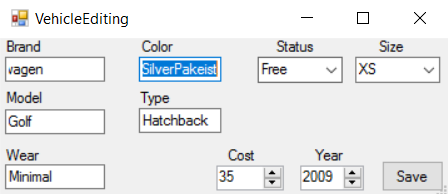 VehicleEditing
Brand Color Status Size
vagen SilverPakeist Free XS
Model Type
Golf Hatchback
Wear Cost Year
Minimal 35 2009 Save